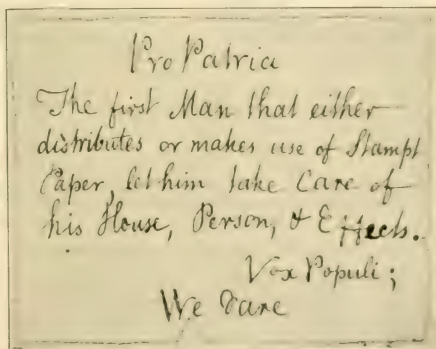 Pro Patria
The first Man that either
distributes or makes use of Stampt
Paper, let him take Care of
his House, Person, & Effects.
Vox Populi;
We dare